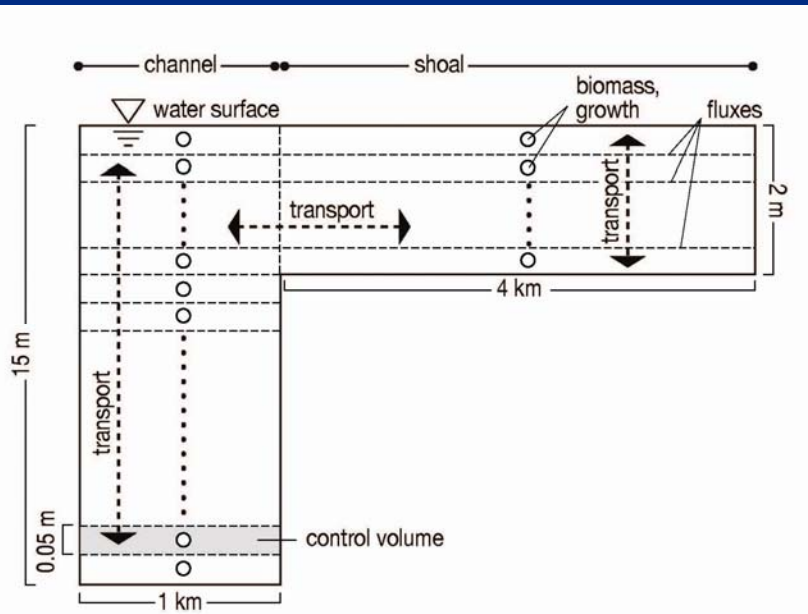 channel
shoal
water surface
biomass,
growth
fluxes
transport
transport
2 m
4 km
15 m
transport
0.05 m
control volume
1 km